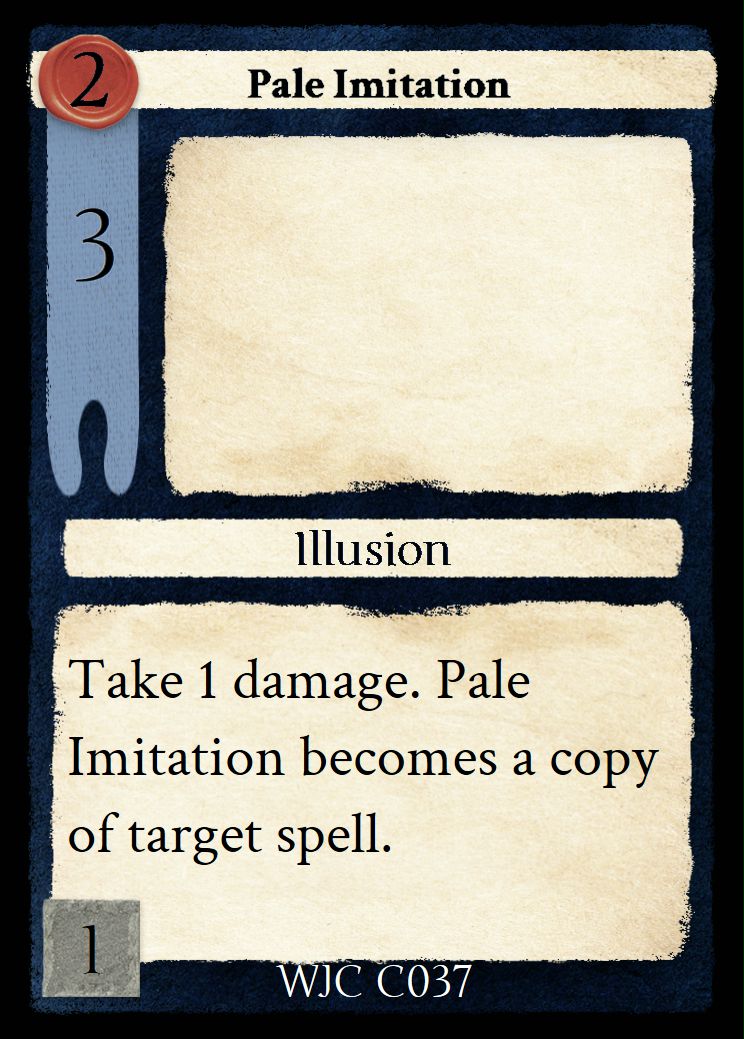 2
Pale Imitation
3
Illusion
Take 1 damage. Pale
Imitation becomes a copy
of target spell.
1
WJC C037